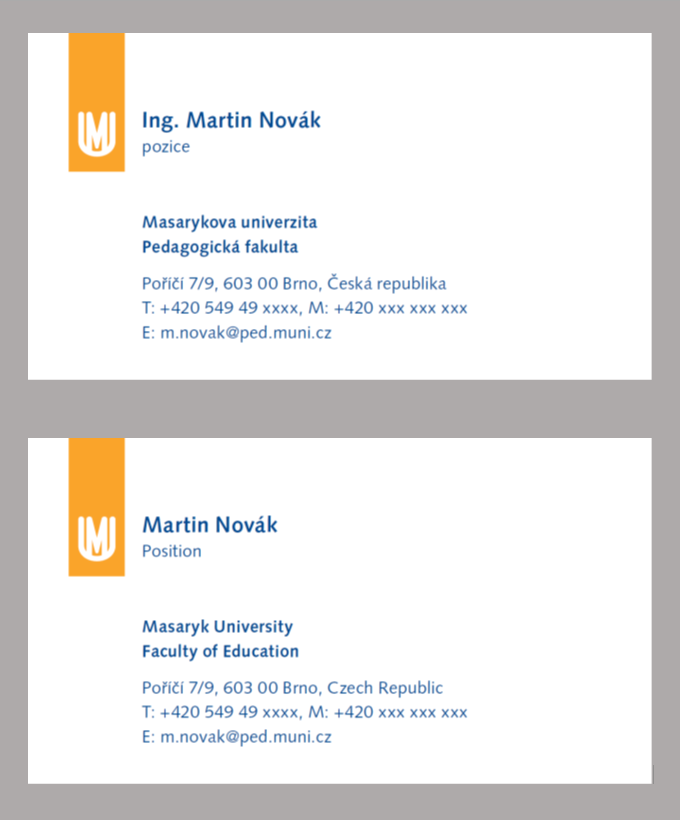 MU
Ing. Martin Novák
pozice
Masarykova univerzita
Pedagogická fakulta
Poříčí 7/9, 603 00 Brno, Česká republika
T: +420 549 49 xxxx, M: +420 xxx xxx xxx
E: m.novak@ped.muni.cz
MU
Martin Novák
Position
Masaryk University
Faculty of Education
Poříčí 7/9, 603 00 Brno, Czech Republic
T: +420 549 49 xxxx, M: +420 xxx xxx xxx
E: m.novak@ped.muni.cz